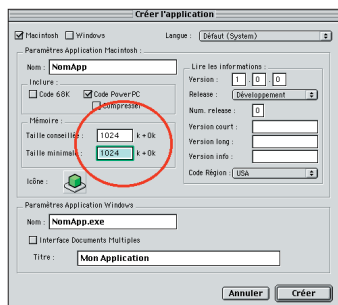 Créer l'application
Macintosh Windows Langue : Défaut (System)
Paramètres Application Macintosh :
Nom : NomApp
Inclure :
Code 68K Code PowerPC
Compresser
Mémoire :
Taille conseillée : 1024 k + 0k
Taille minimale : 1024 k + 0k
Icône :
Lire les informations :
Version : 1 . 0 . 0
Release : Développement
Num. release : 0
Version court :
Version long :
Version info :
Code Région : USA
Paramètres Application Windows
Nom : NomApp.exe
Interface Documents Multiples
Titre : Mon Application
Annuler Créer